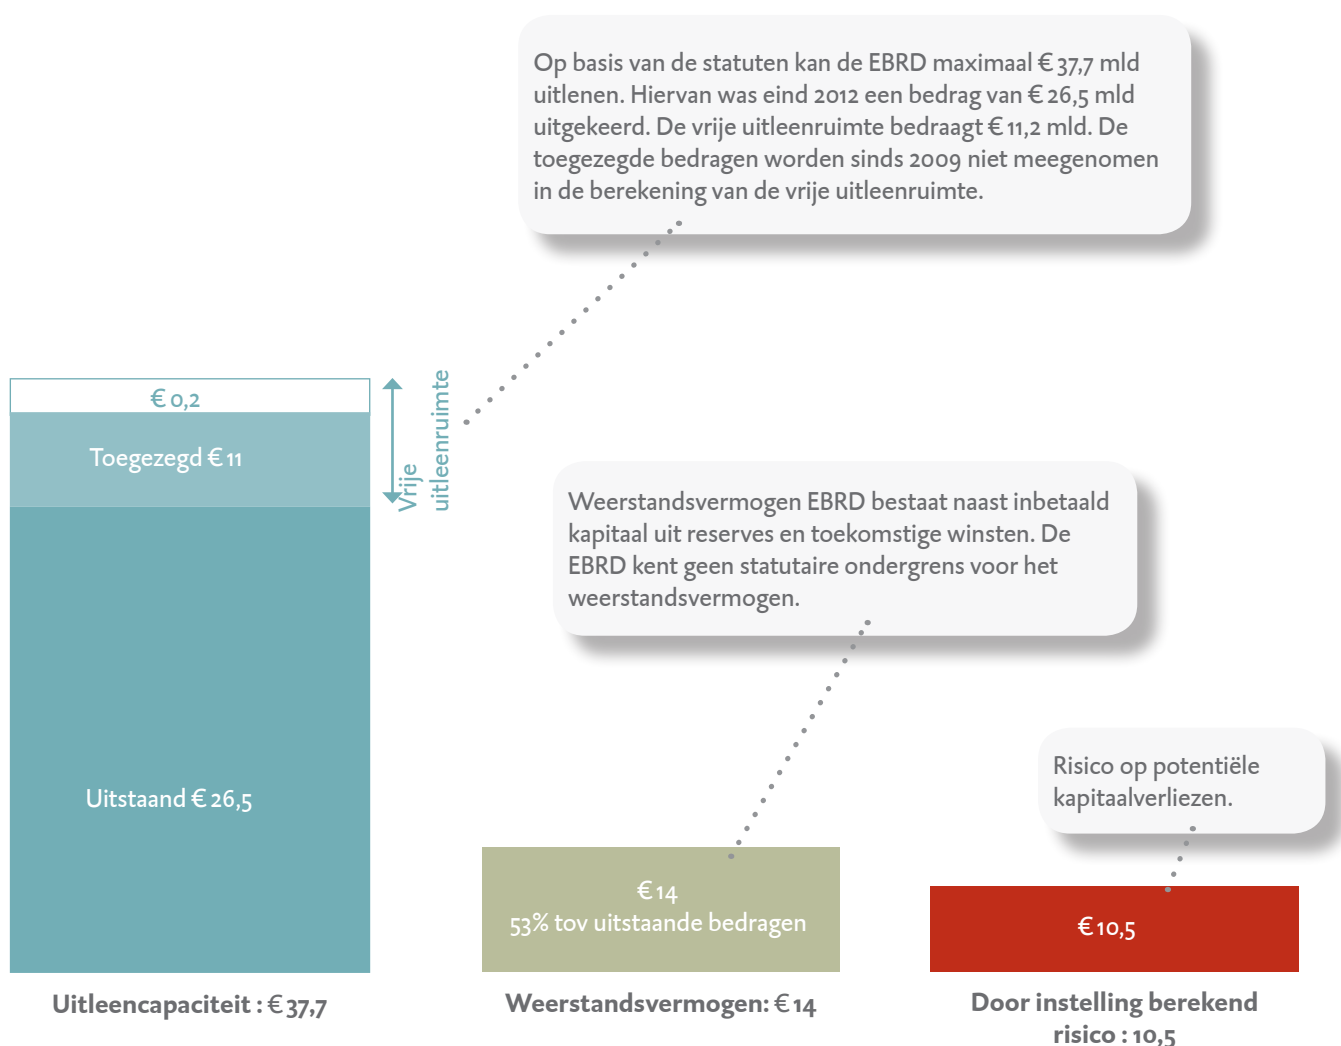 Op basis van de statuten kan de EBRD maximaal € 37,7 mld
uitlenen. Hiervan was eind 2012 een bedrag van € 26,5 mld
uitgekeerd. De vrije uitleenruimte bedraagt € 11,2 mld. De
toegezegde bedragen worden sinds 2009 niet meegenomen
in de berekening van de vrije uitleenruimte.
€ 0,2
Toegezegd € 11
Vrije
uitleenruimte
Uitstaand € 26,5
Uitleencapaciteit : € 37,7
Weerstandsvermogen EBRD bestaat naast inbetaald
kapitaal uit reserves en toekomstige winsten. De
EBRD kent geen statutaire ondergrens voor het
weerstandsvermogen.
€ 14
53% tov uitstaande bedragen
Weerstandsvermogen: € 14
Risico op potentiële
kapitaalverliezen.
€ 10,5
Door instelling berekend
risico : 10,5